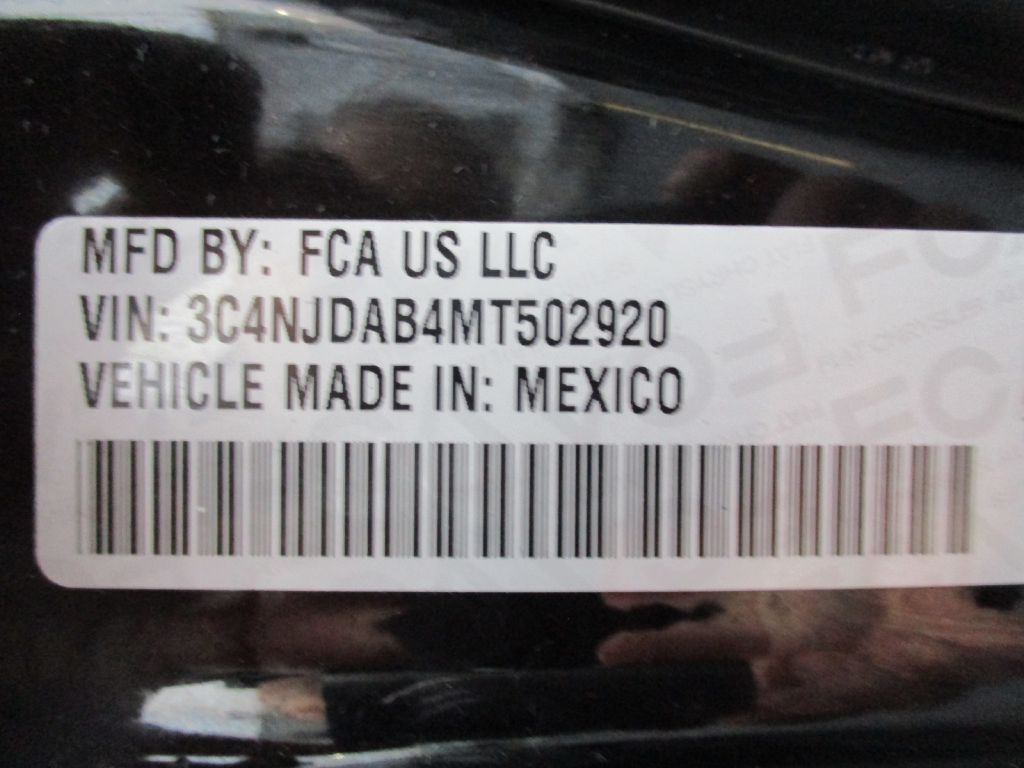 MFD BY: FCA US LLC
VIN: 3C4NJDAB4MT502920
VEHICLE MADE IN: MEXICO